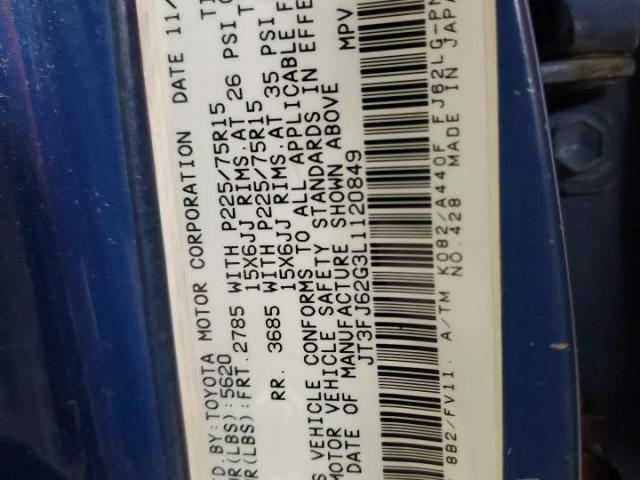 D.BY:TOYOTA MOTOR CORPORATION DATE 11/
R(LBS):5620
R(LBS):FRT. 2785 WITH P225/75R15
15X6JJ RIMS.AT 26 PSI
RR. 3685 WITH P225/75R15
15X6JJ RIMS.AT 35 PSI
S VEHICLE CONFORMS TO ALL APPLICABLE F
MOTOR VEHICLE SAFETY STANDARDS IN EFFE
DATE OF MANUFACTURE SHOWN ABOVE
JT3FJ62G3L1120849 MPV
8B2/FV11. A/TM K082/A440F FJ62LG-PN
NO.428 MADE IN JAPA